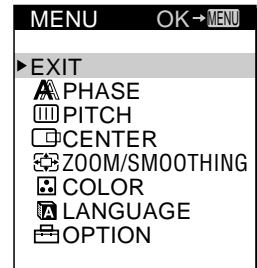 MENU OK→MENU
▶EXIT
PHASE
PITCH
CENTER
ZOOM/SMOOTHING
COLOR
LANGUAGE
OPTION